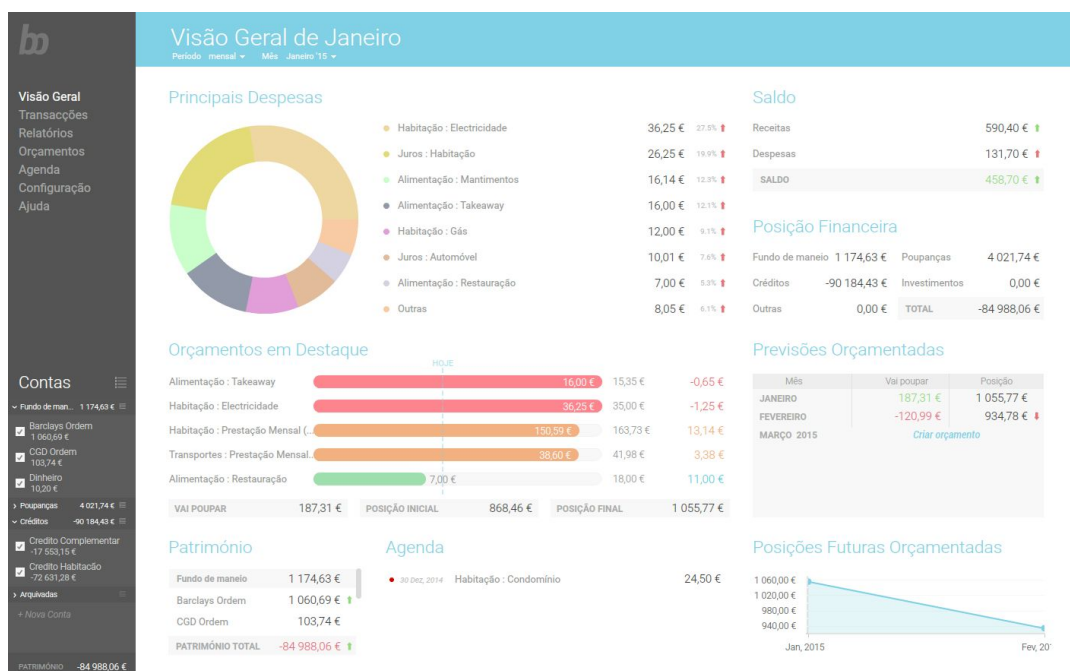 bo
Visão Geral de Janeiro
Período mensal Mês Janeiro '15
Visão Geral
Transacções
Relatórios
Orçamentos
Agenda
Configuração
Ajuda
Contas
Fundo de man... 1 174,63 €
Barclays Ordem
1 060,69 €
CGD Ordem
103,74 €
Dinheiro
10,20 €
Poupanças 4 021,74 €
Créditos -90 184,43 €
Credito Complementar
-17 553,15 €
Credito Habitacão
-72 631,28 €
Arquivadas
+ Nova Conta
PATRIMÓNIO -84 988,06 €
Principais Despesas
Habitação : Electricidade 36,25 € 27.5%
Juros : Habitação 26,25 € 19.9%
Alimentação : Mantimentos 16,14 € 12.3%
Alimentação : Takeaway 16,00 € 12.1%
Habitação : Gás 12,00 € 9.1%
Juros : Automóvel 10,01 € 7.6%
Alimentação : Restauração 7,00 € 5.3%
Outras 8,05 € 6.1%
Saldo
Receitas 590,40 €
Despesas 131,70 €
SALDO 458,70 €
Posição Financeira
Fundo de maneio 1 174,63 € Poupanças 4 021,74 €
Créditos -90 184,43 € Investimentos 0,00 €
Outras 0,00 € TOTAL -84 988,06 €
Orçamentos em Destaque
HOJE
Alimentação : Takeaway 16,00 € 15,35 € -0,65 €
Habitação : Electricidade 36,25 € 35,00 € -1,25 €
Habitação : Prestação Mensal (... 150,59 € 163,73 € 13,14 €
Transportes : Prestação Mensal... 38,60 € 41,98 € 3,38 €
Alimentação : Restauração 7,00 € 18,00 € 11,00 €
VAI POUPAR 187,31 € POSIÇÃO INICIAL 868,46 € POSIÇÃO FINAL 1 055,77 €
Previsões Orçamentadas
Mês Vai poupar Posição
JANEIRO 187,31 € 1 055,77 €
FEVEREIRO -120,99 € 934,78 €
MARÇO 2015 Criar orçamento
Património
Fundo de maneio 1 174,63 €
Barclays Ordem 1 060,69 €
CGD Ordem 103,74 €
PATRIMÓNIO TOTAL -84 988,06 €
Agenda
30 Dez, 2014 Habitação : Condomínio 24,50 €
Posições Futuras Orçamentadas
1 060,00 €
1 020,00 €
980,00 €
940,00 €
Jan, 2015 Fev, 20